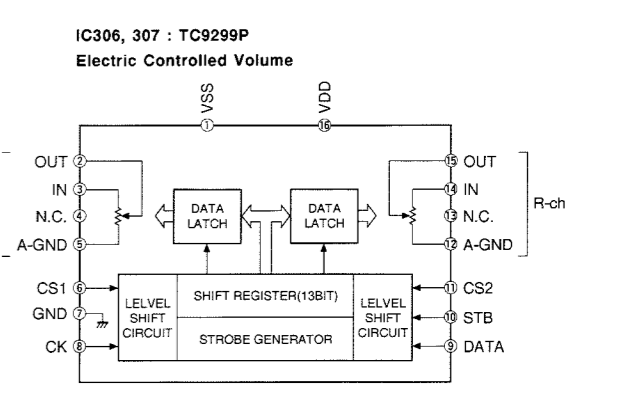 IC306, 307 : TC9299P
Electric Controlled Volume
VSS
VDD
① ⑯
OUT ②
IN ③
N.C. ④
A-GND ⑤
CS1 ⑥
GND ⑦
CK ⑧
DATA
LATCH
DATA
LATCH
LELVEL
SHIFT
CIRCUIT
SHIFT REGISTER(13BIT)
STROBE GENERATOR
LELVEL
SHIFT
CIRCUIT
⑮ OUT
⑭ IN
⑬ N.C.
⑫ A-GND
⑪ CS2
⑩ STB
⑨ DATA
R-ch